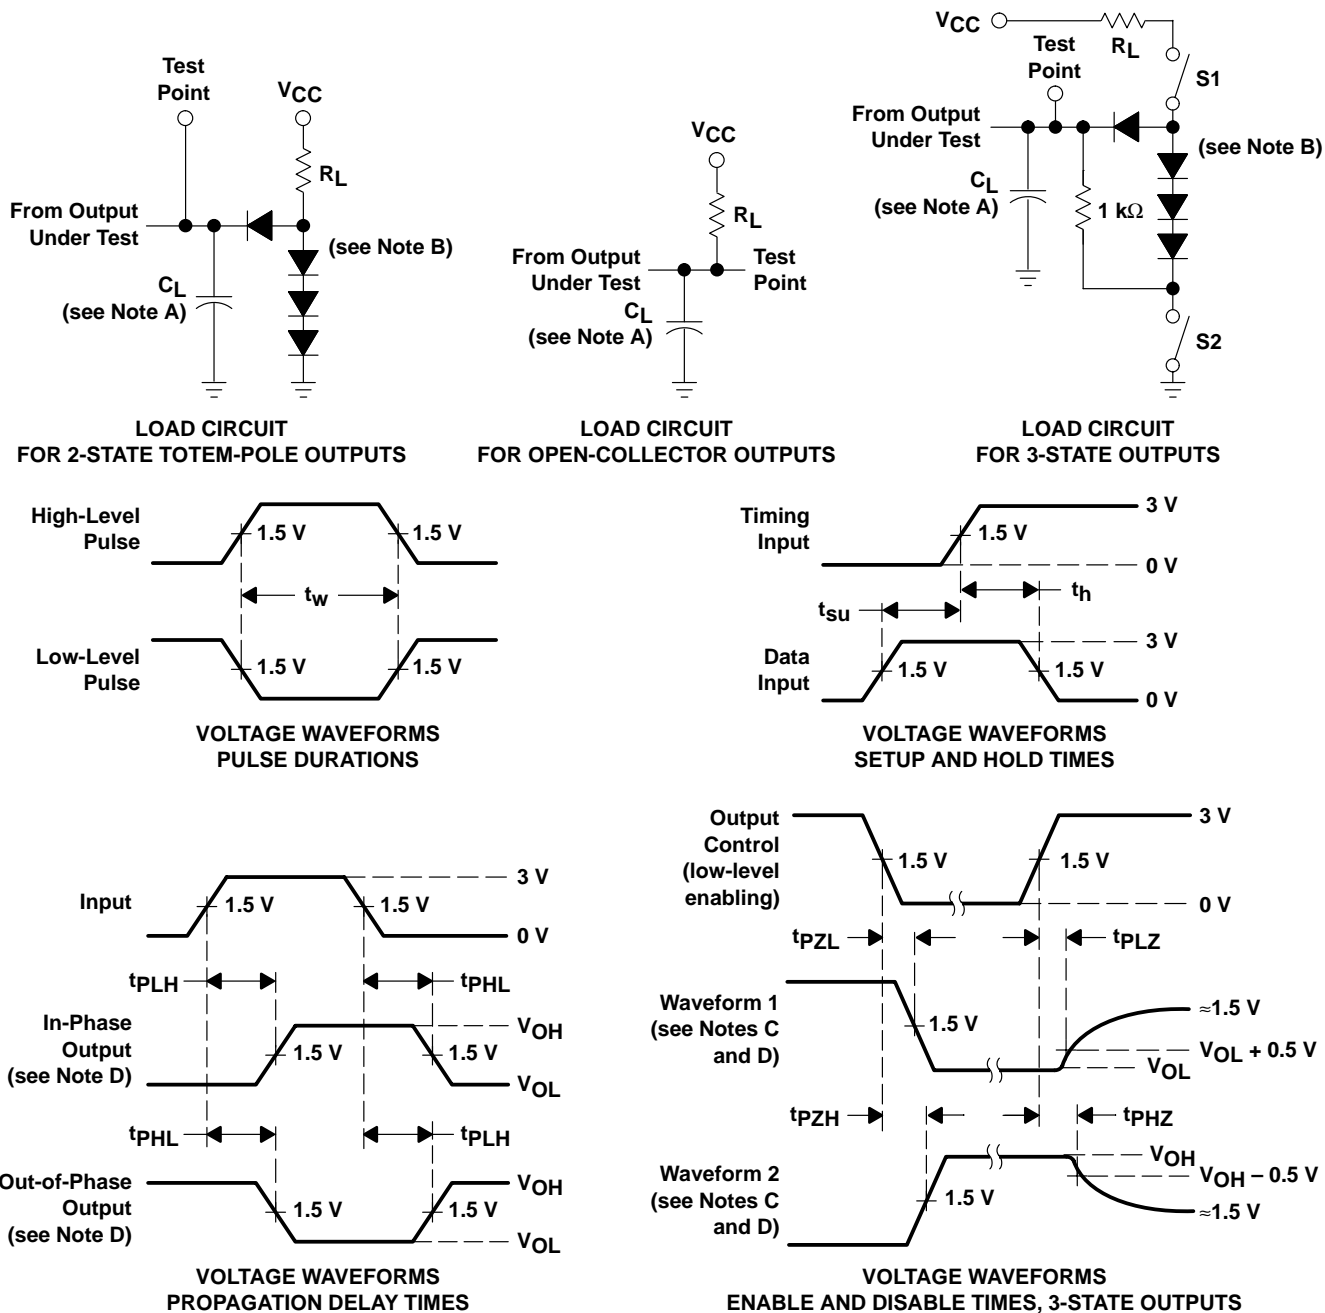 Test
Point
VCC
RL
From Output
Under Test
(see Note B)
CL
(see Note A)
LOAD CIRCUIT
FOR 2-STATE TOTEM-POLE OUTPUTS
VCC
RL
From Output
Under Test
Test
Point
CL
(see Note A)
LOAD CIRCUIT
FOR OPEN-COLLECTOR OUTPUTS
VCC
RL
Test
Point
S1
From Output
Under Test
(see Note B)
CL
(see Note A)
1 kΩ
S2
LOAD CIRCUIT
FOR 3-STATE OUTPUTS
High-Level
Pulse
1.5 V
1.5 V
tw
Low-Level
Pulse
1.5 V
1.5 V
VOLTAGE WAVEFORMS
PULSE DURATIONS
Timing
Input
1.5 V
3 V
0 V
th
tsu
Data
Input
1.5 V
1.5 V
3 V
0 V
VOLTAGE WAVEFORMS
SETUP AND HOLD TIMES
Input
1.5 V
1.5 V
3 V
0 V
tPLH
tPHL
In-Phase
Output
(see Note D)
1.5 V
1.5 V
VOH
VOL
tPHL
tPLH
Out-of-Phase
Output
(see Note D)
1.5 V
1.5 V
VOH
VOL
VOLTAGE WAVEFORMS
PROPAGATION DELAY TIMES
Output
Control
(low-level
enabling)
1.5 V
1.5 V
3 V
0 V
tPZL
tPLZ
Waveform 1
(see Notes C
and D)
1.5 V
≈1.5 V
VOL + 0.5 V
VOL
tPZH
tPHZ
Waveform 2
(see Notes C
and D)
1.5 V
VOH
VOH – 0.5 V
≈1.5 V
VOLTAGE WAVEFORMS
ENABLE AND DISABLE TIMES, 3-STATE OUTPUTS